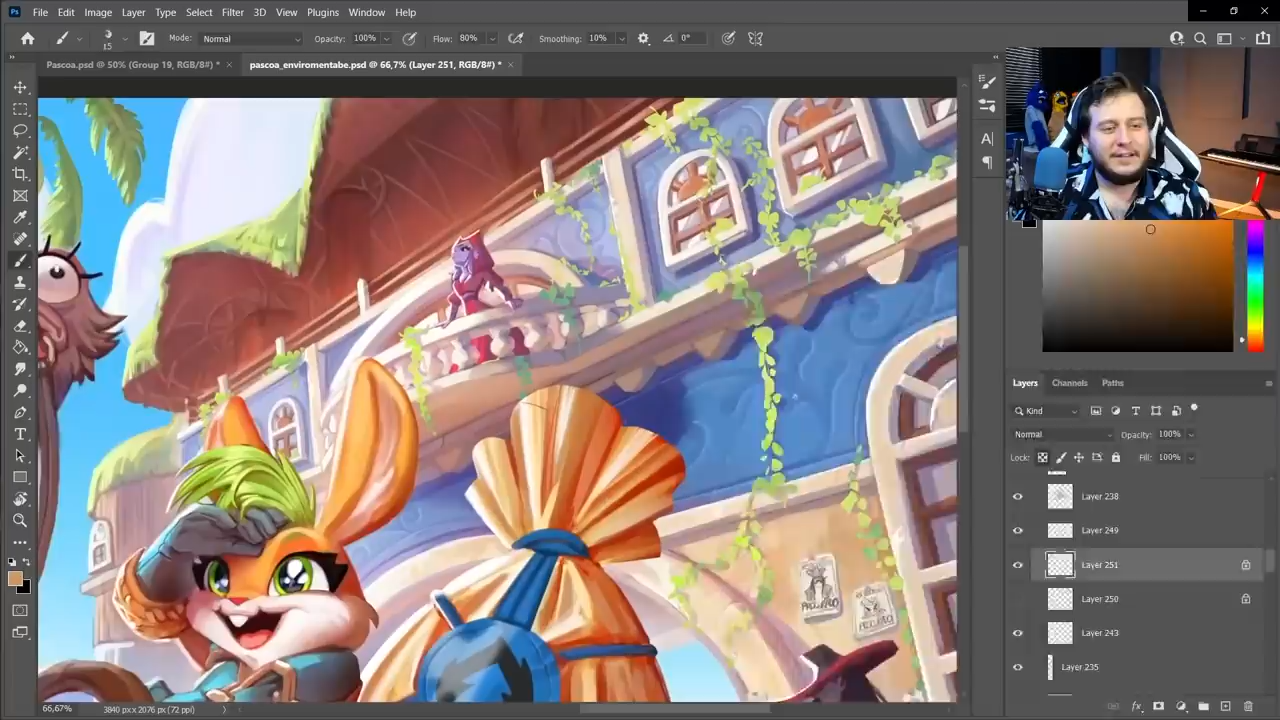 Ps File Edit Image Layer Type Select Filter 3D View Plugins Window Help
15 Mode: Normal Opacity: 100% Flow: 80% Smoothing: 10% 0°
Pascoa.psd @ 50% (Group 19, RGB/8#) * × pascoa_enviromentace.psd @ 66,7% (Layer 251, RGB/8#) * ×
Layers Channels Paths
Kind
Normal Opacity: 100%
Lock: Fill: 100%
Layer 238
Layer 249
Layer 251
Layer 250
Layer 243
Layer 235
66,67% 3840 px x 2076 px (72 ppi)